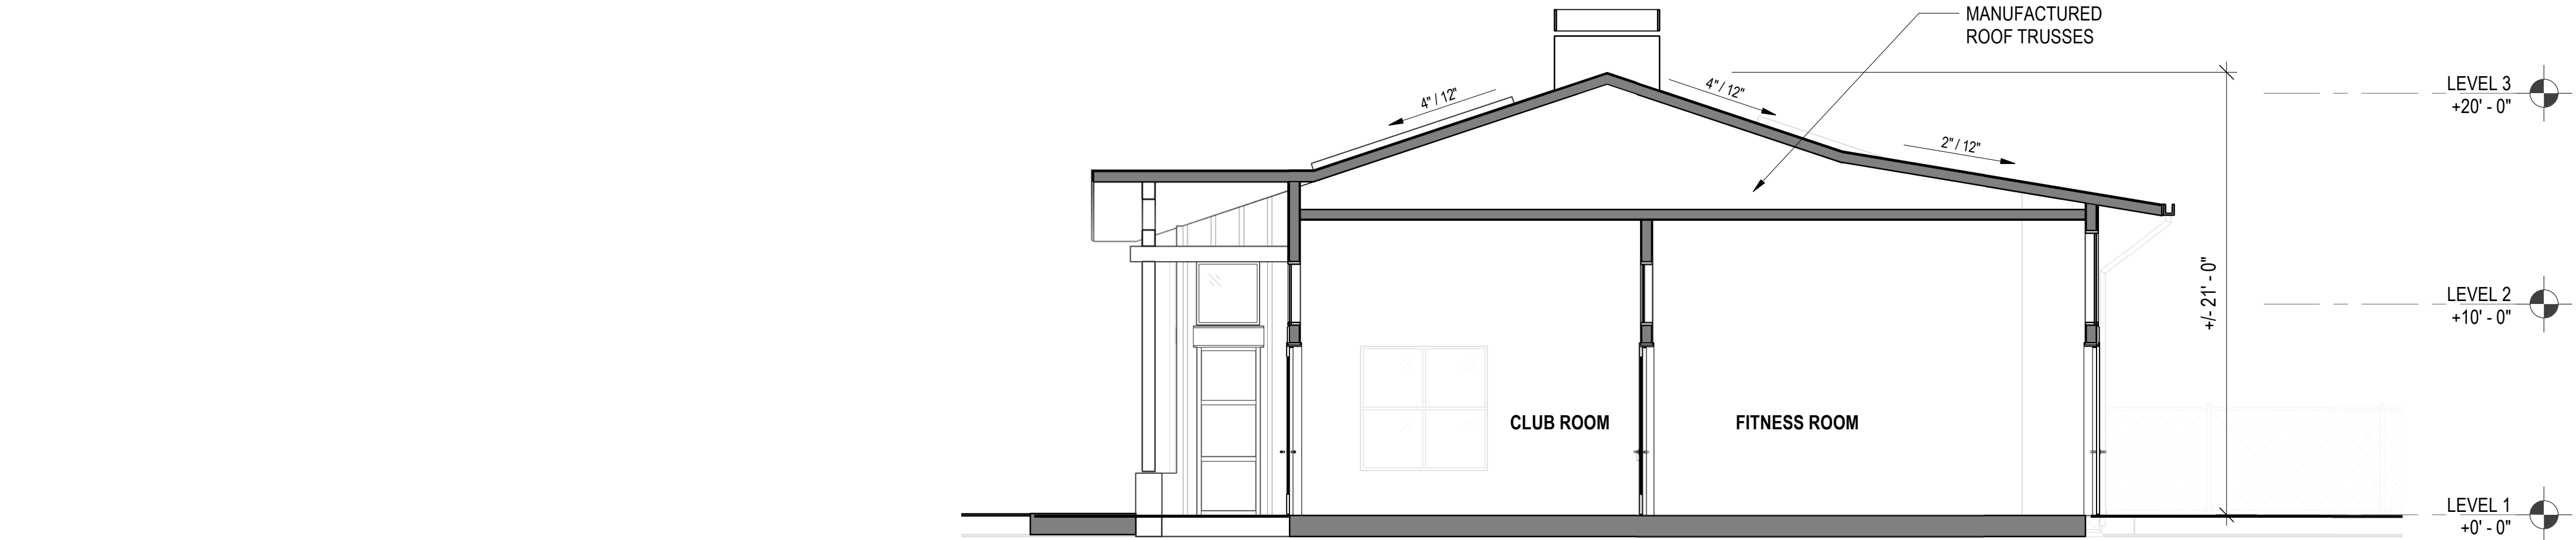 MANUFACTURED
ROOF TRUSSES
4" / 12"
4" / 12"
2" / 12"
LEVEL 3
+20' - 0"
+/- 21' - 0"
LEVEL 2
+10' - 0"
CLUB ROOM
FITNESS ROOM
LEVEL 1
+0' - 0"